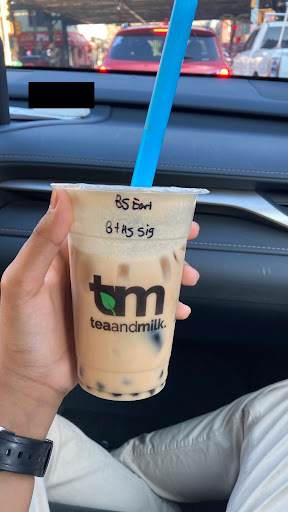 BS Earl
B+HS Sig
tm
teaandmilk.